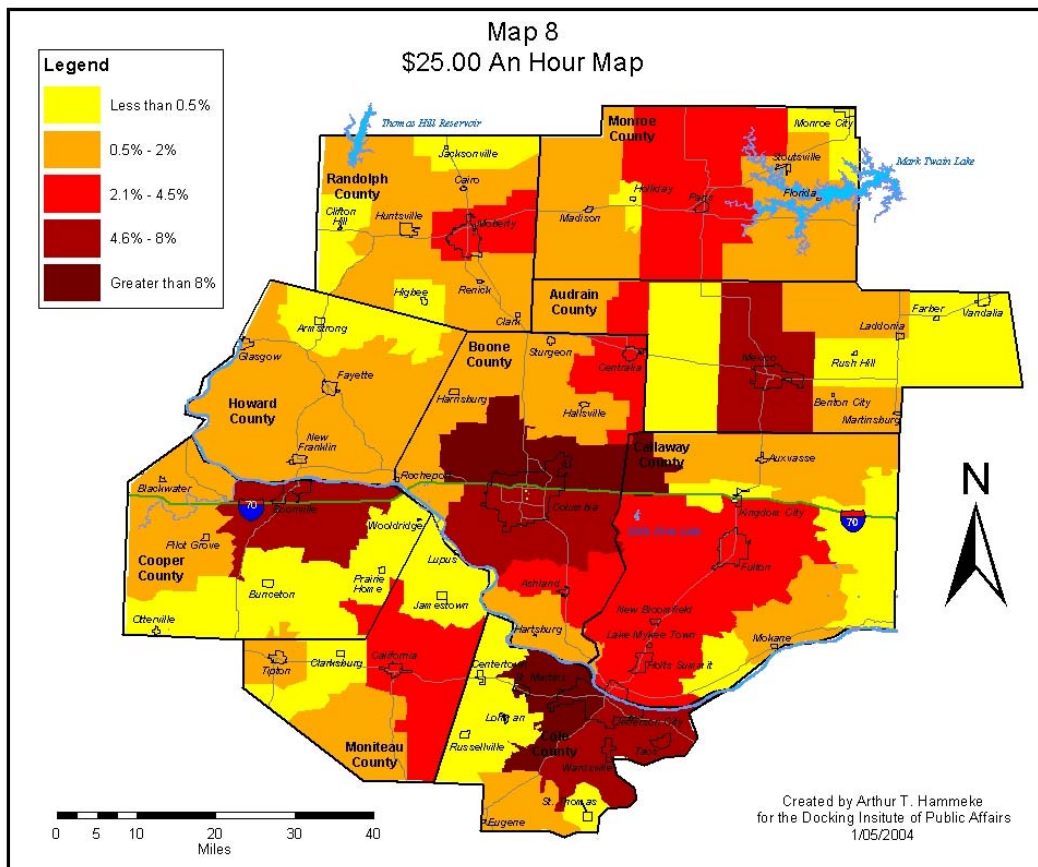 Map 8
$25.00 An Hour Map
Legend
Less than 0.5%
0.5% - 2%
2.1% - 4.5%
4.6% - 8%
Greater than 8%
Thomas Hill Reservoir
Monroe
County
Monroe City
Jacksonville
Stoutsville
Mark Twain Lake
Randolph
County
Cairo
Holliday
Florida
Clifton
Hill
Huntsville
Moberly
Madison
Paris
Higbee
Renick
Clark
Audrain
County
Armstrong
Boone
County
Sturgeon
Farber
Vandalia
Laddonia
Glasgow
Centralia
Mexico
Rush Hill
Fayette
Harrisburg
Hallsville
Benton City
Martinsburg
Howard
County
New
Franklin
Callaway
County
Auxvasse
Rocheport
Blackwater
70
Boonville
Columbia
Kingdom City
70
Wooldridge
Pilot Grove
Cooper
County
Lupus
Fulton
Prairie
Home
Bunceton
Ashland
Jamestown
New Bloomfield
Otterville
Hartsburg
Lake Mykee Town
Mokane
Tipton
Clarksburg
California
Centertown
St. Martins
Holts Summit
Lohman
Jefferson City
Moniteau
County
Russellville
Cole
County
Taos
Wardsville
St. Thomas
Eugene
N
0 5 10 20 30 40
Miles
Created by Arthur T. Hammeke
for the Docking Insitute of Public Affairs
1/05/2004